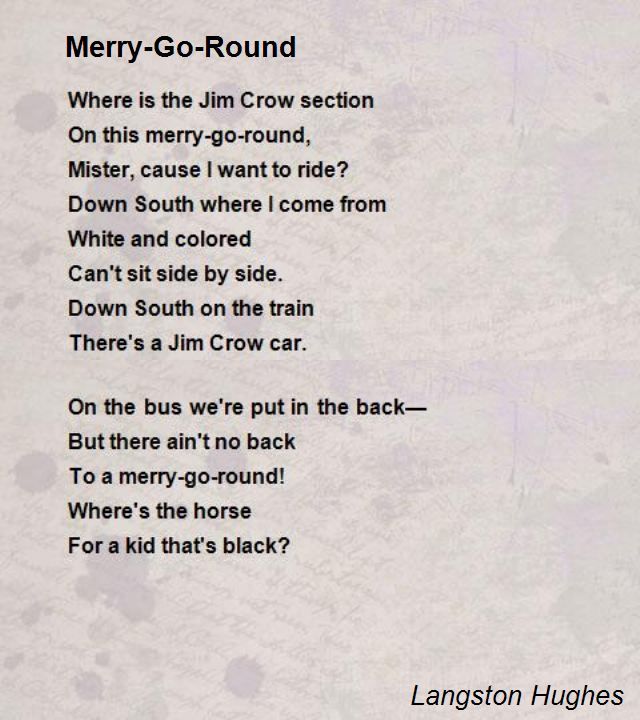 Merry-Go-Round
Where is the Jim Crow section
On this merry-go-round,
Mister, cause I want to ride?
Down South where I come from
White and colored
Can't sit side by side.
Down South on the train
There's a Jim Crow car.
On the bus we're put in the back—
But there ain't no back
To a merry-go-round!
Where's the horse
For a kid that's black?
Langston Hughes